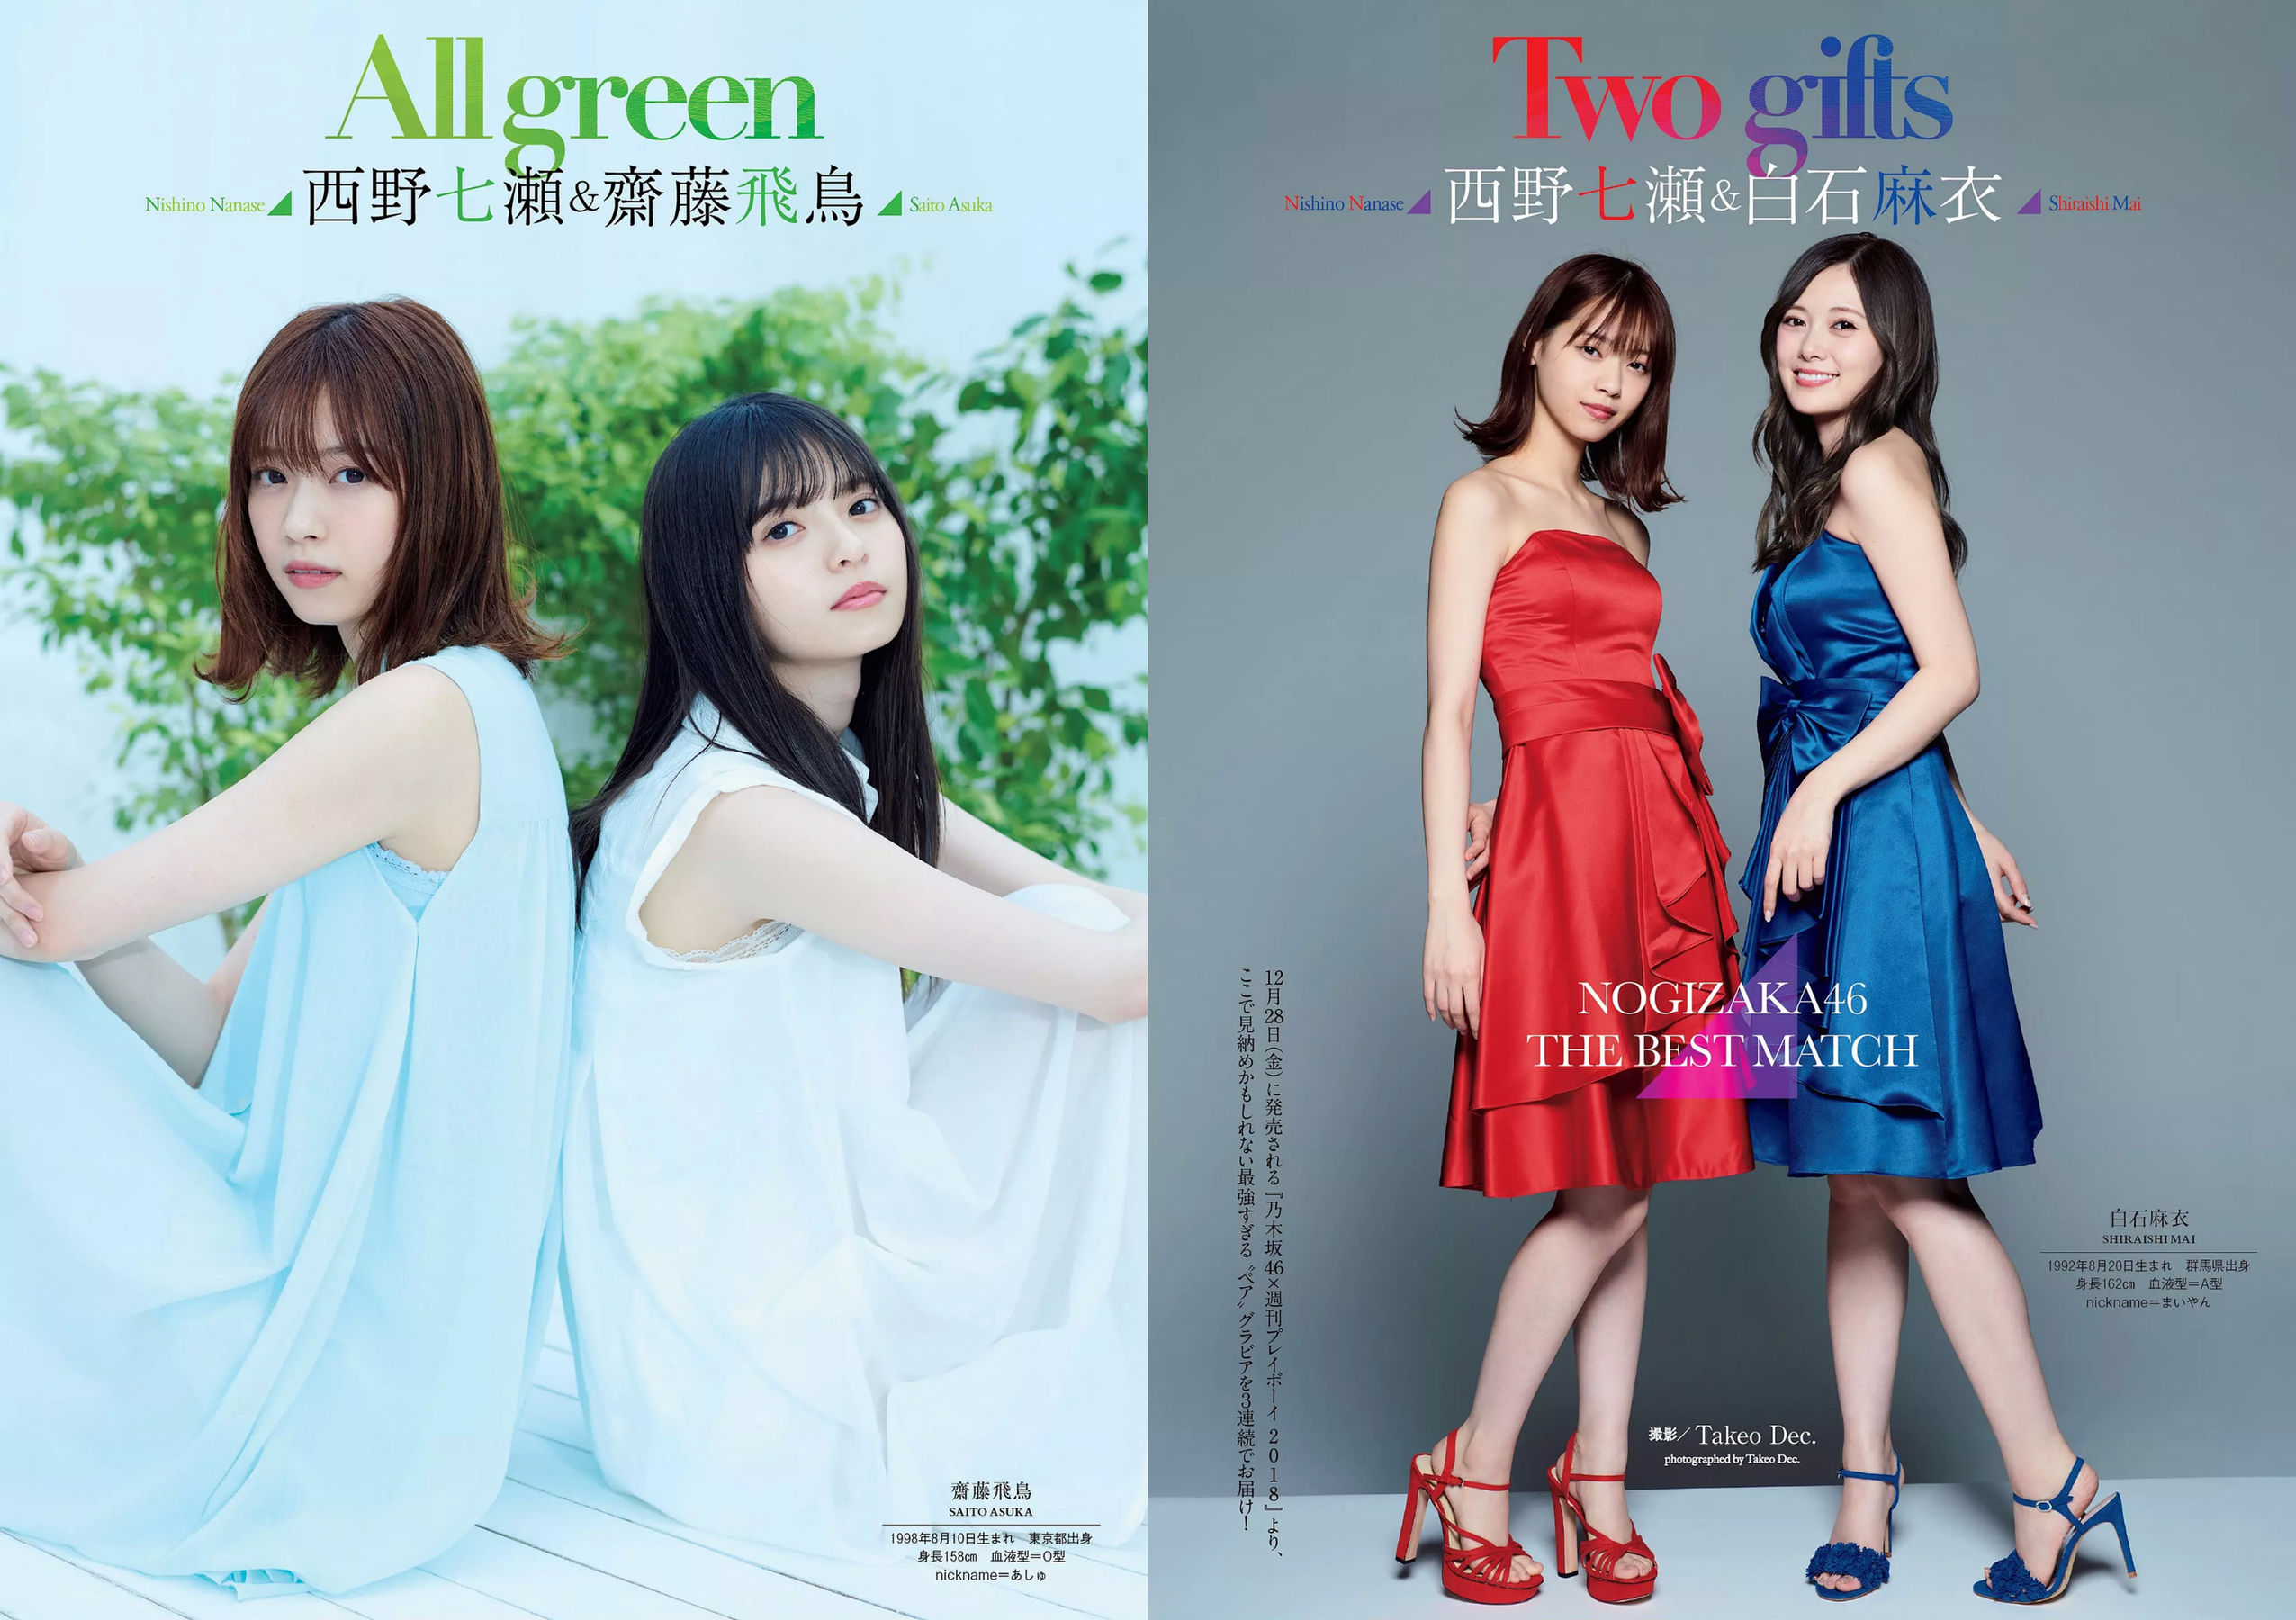 All green
Nishino Nanase
西野七瀬&齋藤飛鳥
Saito Asuka
齋藤飛鳥
SAITO ASUKA
1998年8月10日生まれ　東京都出身
身長158㎝　血液型＝O型
nickname＝あしゅ
Two gifts
Nishino Nanase
西野七瀬&白石麻衣
Shiraishi Mai
NOGIZAKA46
THE BEST MATCH
12月28日(金)に発売される『乃木坂46×週刊プレイボーイ 2018』より、
ここで見納めかもしれない最強すぎる〝ペア〟グラビアを3連続でお届け！
白石麻衣
SHIRAISHI MAI
1992年8月20日生まれ　群馬県出身
身長162㎝　血液型＝A型
nickname＝まいやん
撮影／Takeo Dec.
photographed by Takeo Dec.